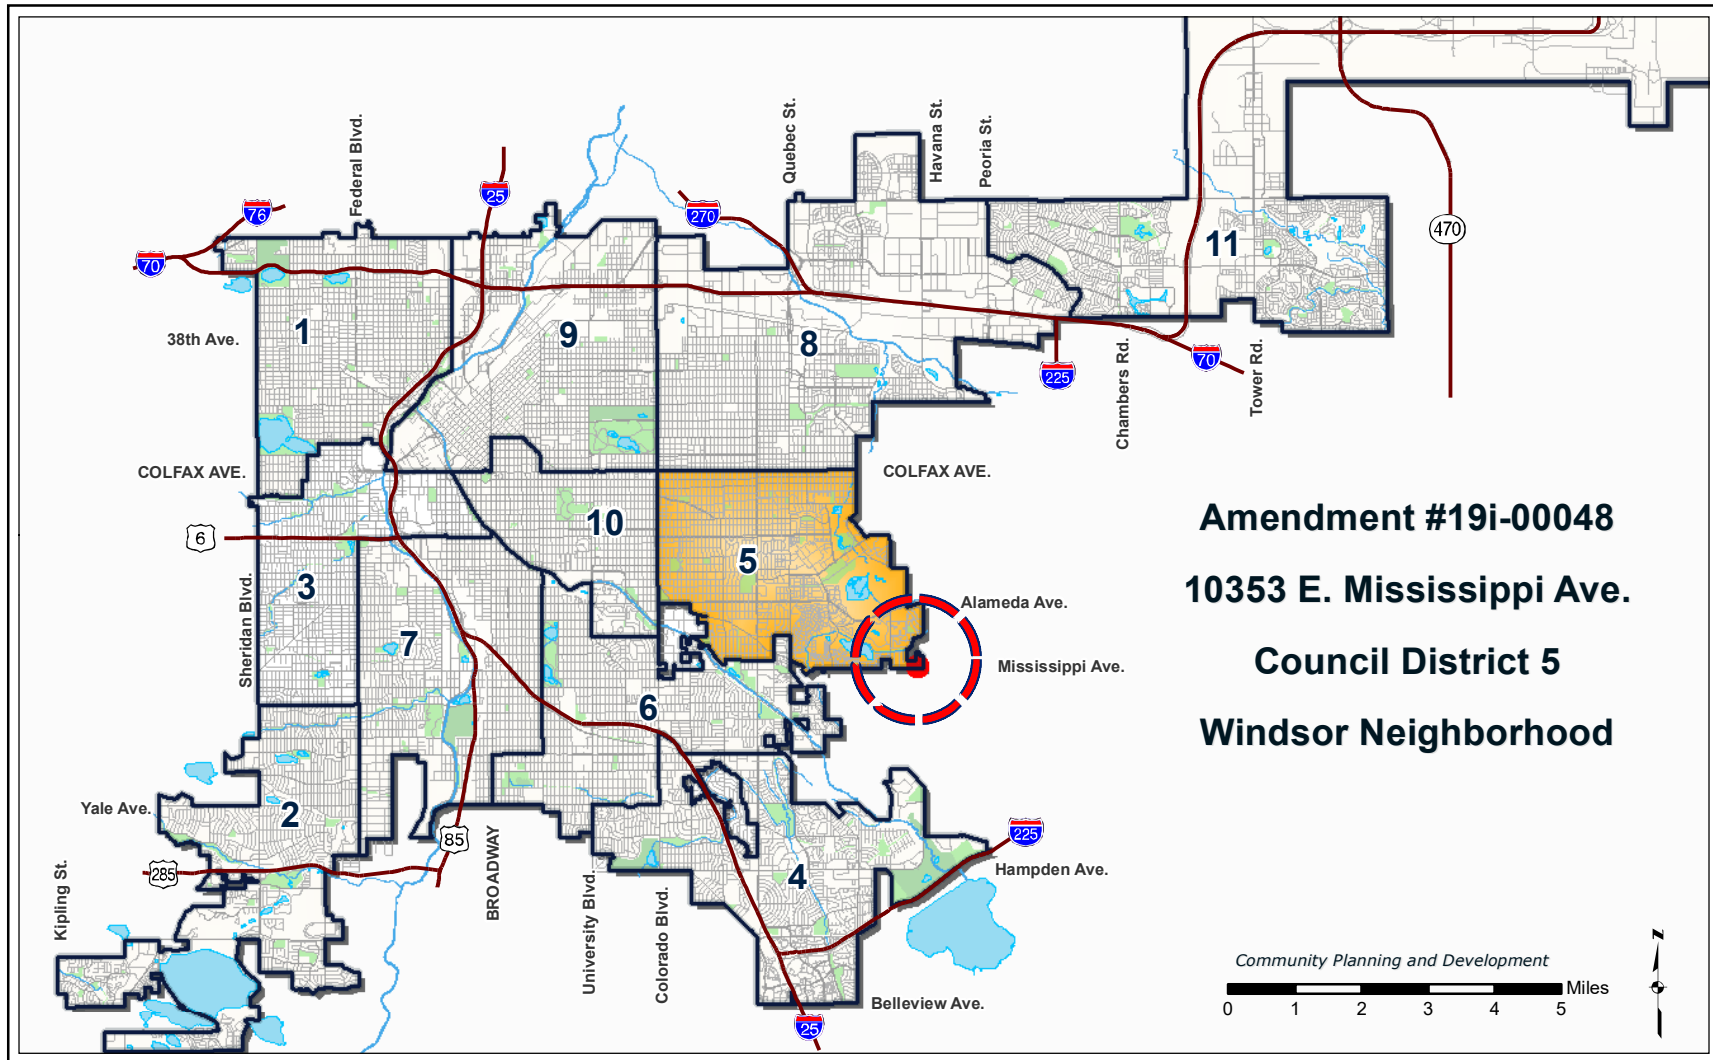 Federal Blvd.
Quebec St.
Havana St.
Peoria St.
25
76
270
70
470
11
1
9
8
38th Ave.
225
70
Chambers Rd.
Tower Rd.
COLFAX AVE.
COLFAX AVE.
10
6
5
3
Sheridan Blvd.
7
Alameda Ave.
Mississippi Ave.
6
Amendment #19i-00048
10353 E. Mississippi Ave.
Council District 5
Windsor Neighborhood
Yale Ave.
2
85
BROADWAY
225
285
Hampden Ave.
4
Kipling St.
University Blvd.
Colorado Blvd.
Belleview Ave.
25
Community Planning and Development
Miles
0 1 2 3 4 5
N